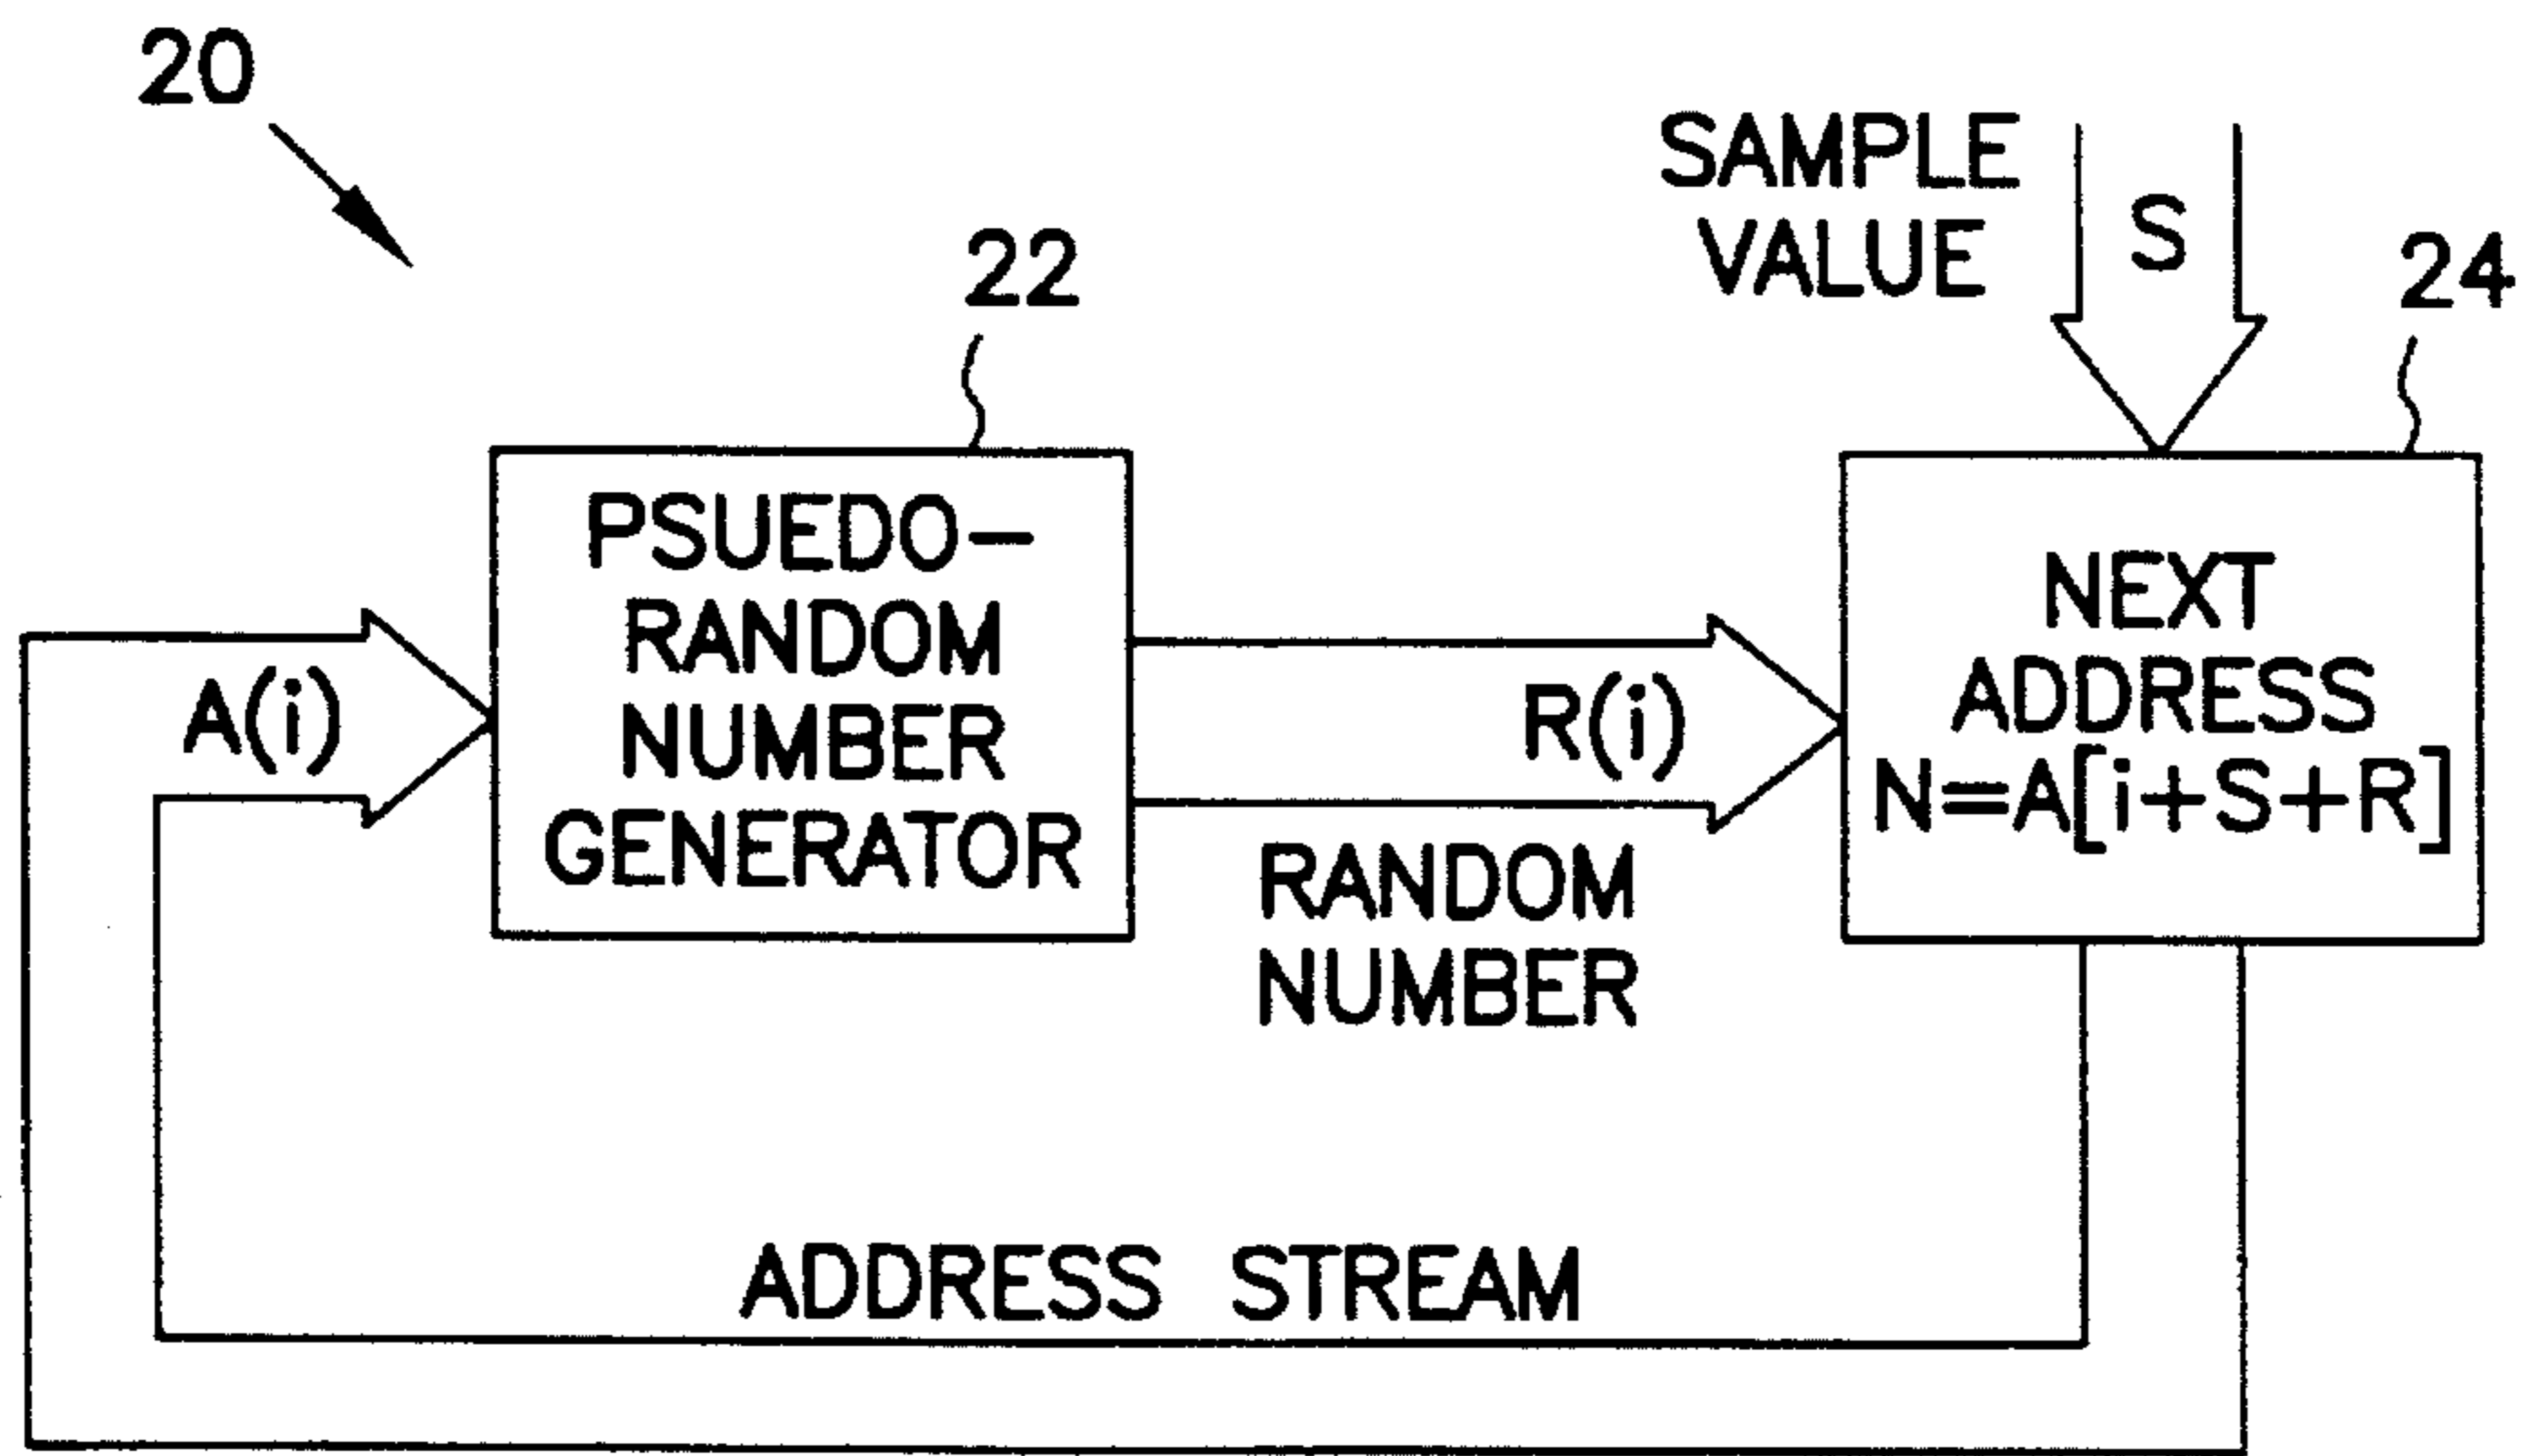 20
SAMPLE
VALUE
S
22
24
PSUEDO-
RANDOM
NUMBER
GENERATOR
A(i)
R(i)
RANDOM
NUMBER
NEXT
ADDRESS
N=A[i+S+R]
ADDRESS STREAM